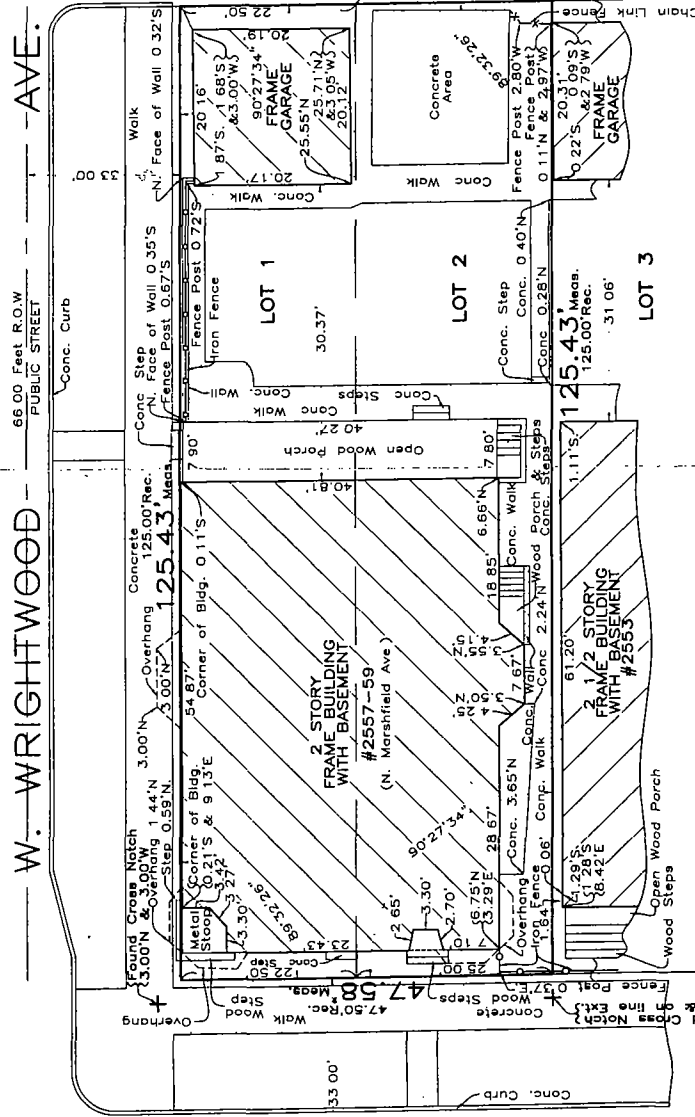 W. WRIGHTWOOD AVE.
66 00 Feet R.O.W
PUBLIC STREET
Conc. Curb
33 00'
Walk
N. Face of Wall 0 32'S
Found Cross Notch
3.00'N & 3.00'W
Overhang 1 44'N
Step 0.59'N
3.00'N
Overhang
3.00'N
Concrete
125.00'Rec.
125.43' Meas.
Conc Step
N. Face of Wall 0 35'S
Fence Post 0.67'S
Fence Post 0 72'S
Iron Fence
Wall
22 50'
20.19'
20 16'
1 87'S.
1 68'S
&3.00'W
90°27'34"
FRAME
GARAGE
25.55'N
25.71'N
&3 05'W
20.12'
20.17'
Conc. Walk
Concrete
Area
89°32'26"
Chain Link Fence
Fence Post 2.80'W
Fence Post
0 11'N & 2.97'W
Conc Walk
20.31'
0 09'S
&2 79'W
0 22'S.
FRAME
GARAGE
LOT 1
30.37'
LOT 2
Conc. Step
Conc. 0 40'N
Conc 0.28'N
125.43' Meas.
125.00'Rec.
31 06'
LOT 3
Conc Walk
Conc Steps
7 90'
40.27'
Open Wood Porch
7 80'
40.81'
54 87'
Corner of Bldg. 0 11'S
Corner of Bldg.
0 21'S & 9 13'E
Metal
Stoop
3.42'
3.27'
3.30'
89°32'26"
2 STORY
FRAME BUILDING
WITH BASEMENT
#2557-59
(N. Marshfield Ave )
90°27'34"
23.43'
Conc Step
2 65'
3.30'
2.70'
7.10'
6.75'N
3.29'E
Overhang
Iron Fence
1.64'
0.06'
28 67'
Conc. 3.65'N
Conc Walk
4 25'
3.50'N
7 67'
Conc. Wall
Conc 2.24'N
3.55'N
4.15'
18 85'
6.66'N
Conc. Walk
Wood Porch & Steps
Conc. Steps
1.11'S.
61.20'
2 1/2 STORY
FRAME BUILDING
WITH BASEMENT
#2553
1.29'S.
1 28'S
8.42'E
Open Wood Porch
Wood Steps
22.50'
25.00'
47.58' Meas.
47.50'Rec.
Overhang
Wood
Step
Walk
Wood Steps
Concrete
Fence Post 0 37'E
Cross Notch
& on line Ext.
33 00'
Conc. Curb